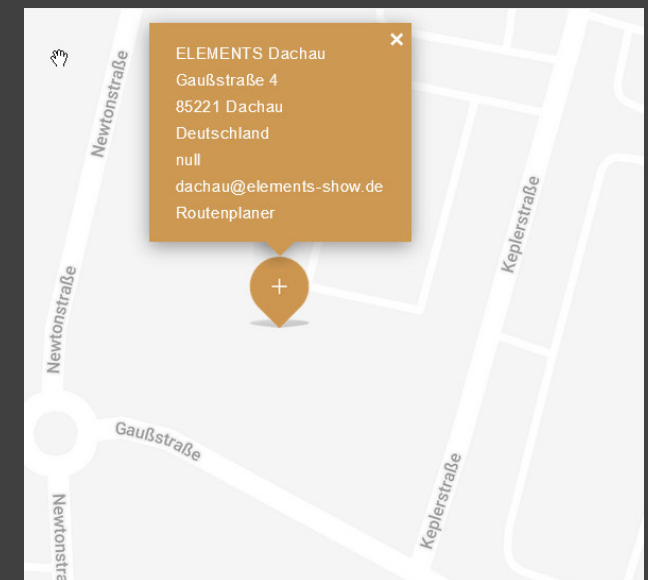 ELEMENTS Dachau
Gaußstraße 4
85221 Dachau
Deutschland
null
dachau@elements-show.de
Routenplaner
Newtonstraße
Keplerstraße
Newtonstraße
Gaußstraße
Keplerstraße
Newtonstra